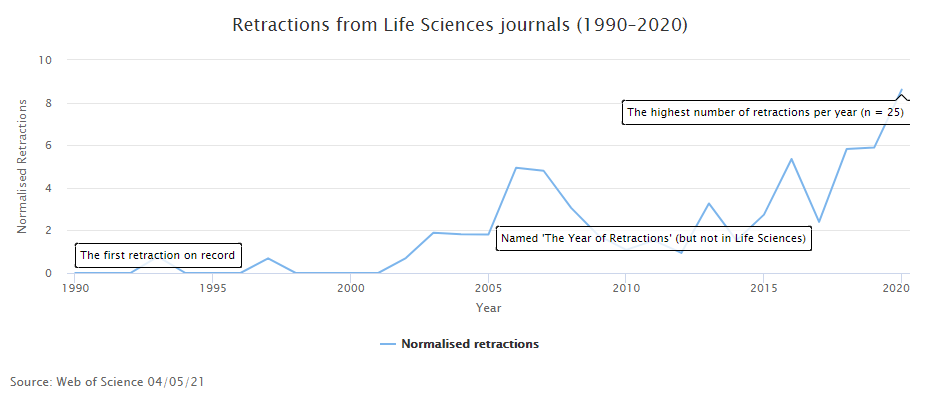 Retractions from Life Sciences journals (1990–2020)
10
8
6
4
2
0
Normalised Retractions
The highest number of retractions per year (n = 25)
Named 'The Year of Retractions' (but not in Life Sciences)
The first retraction on record
1990 1995 2000 2005 2010 2015 2020
Year
Normalised retractions
Source: Web of Science 04/05/21